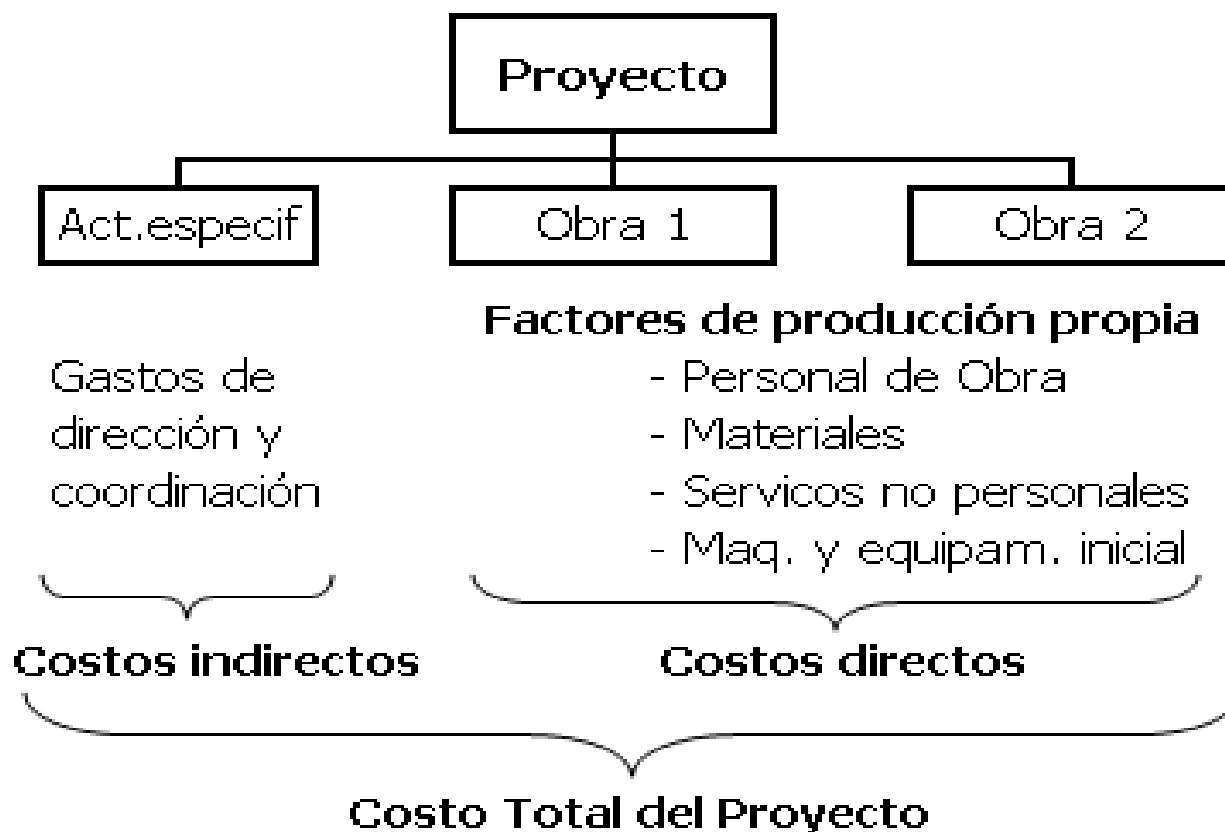 Proyecto
Act.especif
Obra 1
Obra 2
Factores de producción propia
Gastos de
dirección y
coordinación
- Personal de Obra
- Materiales
- Servicos no personales
- Maq. y equipam. inicial
Costos indirectos
Costos directos
Costo Total del Proyecto